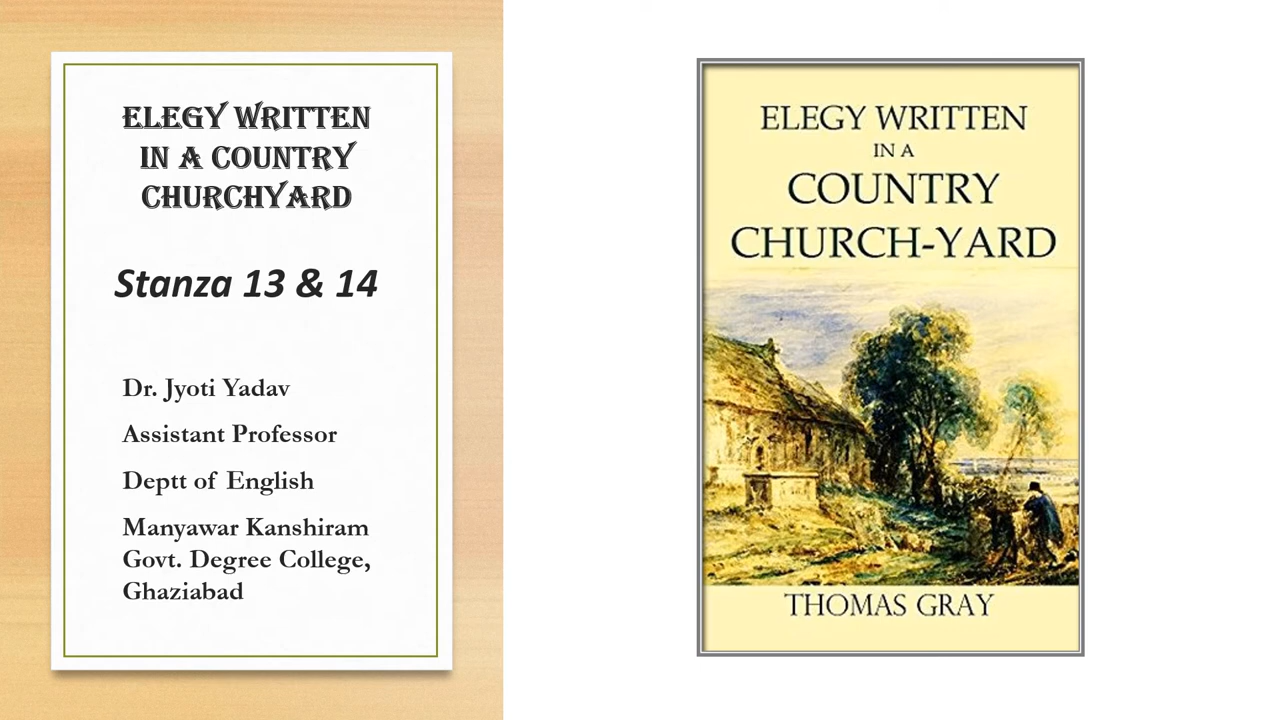 ELEGY WRITTEN
IN A COUNTRY
CHURCHYARD
Stanza 13 & 14
Dr. Jyoti Yadav
Assistant Professor
Deptt of English
Manyawar Kanshiram
Govt. Degree College,
Ghaziabad
ELEGY WRITTEN
IN A
COUNTRY
CHURCH-YARD
THOMAS GRAY